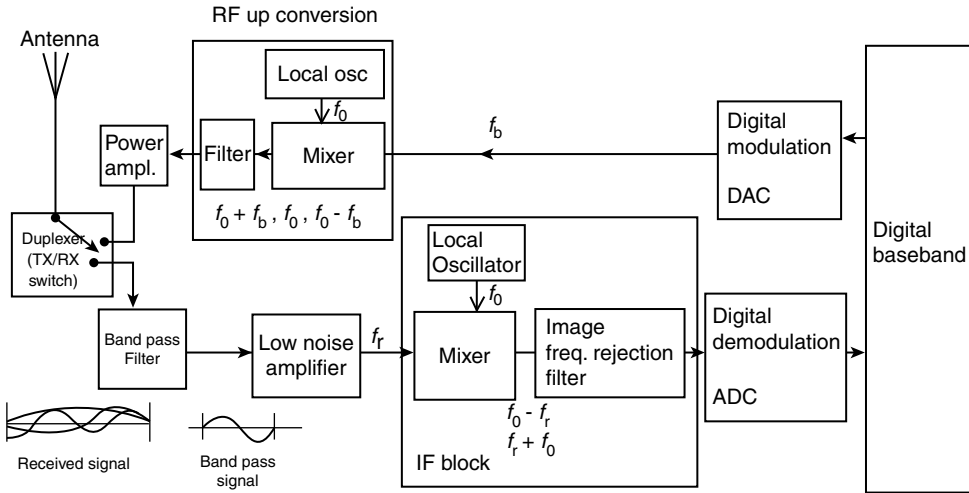 RF up conversion
Antenna
Local osc
f0
Power
ampl.
Filter
Mixer
fb
Digital
modulation
DAC
f0 + fb , f0, f0 - fb
Duplexer
(TX/RX
switch)
Local
Oscillator
f0
Digital
baseband
Band pass
Filter
Low noise
amplifier
fr
Mixer
Image
freq. rejection
filter
Digital
demodulation
ADC
f0 - fr
fr + f0
IF block
Received signal
Band pass
signal